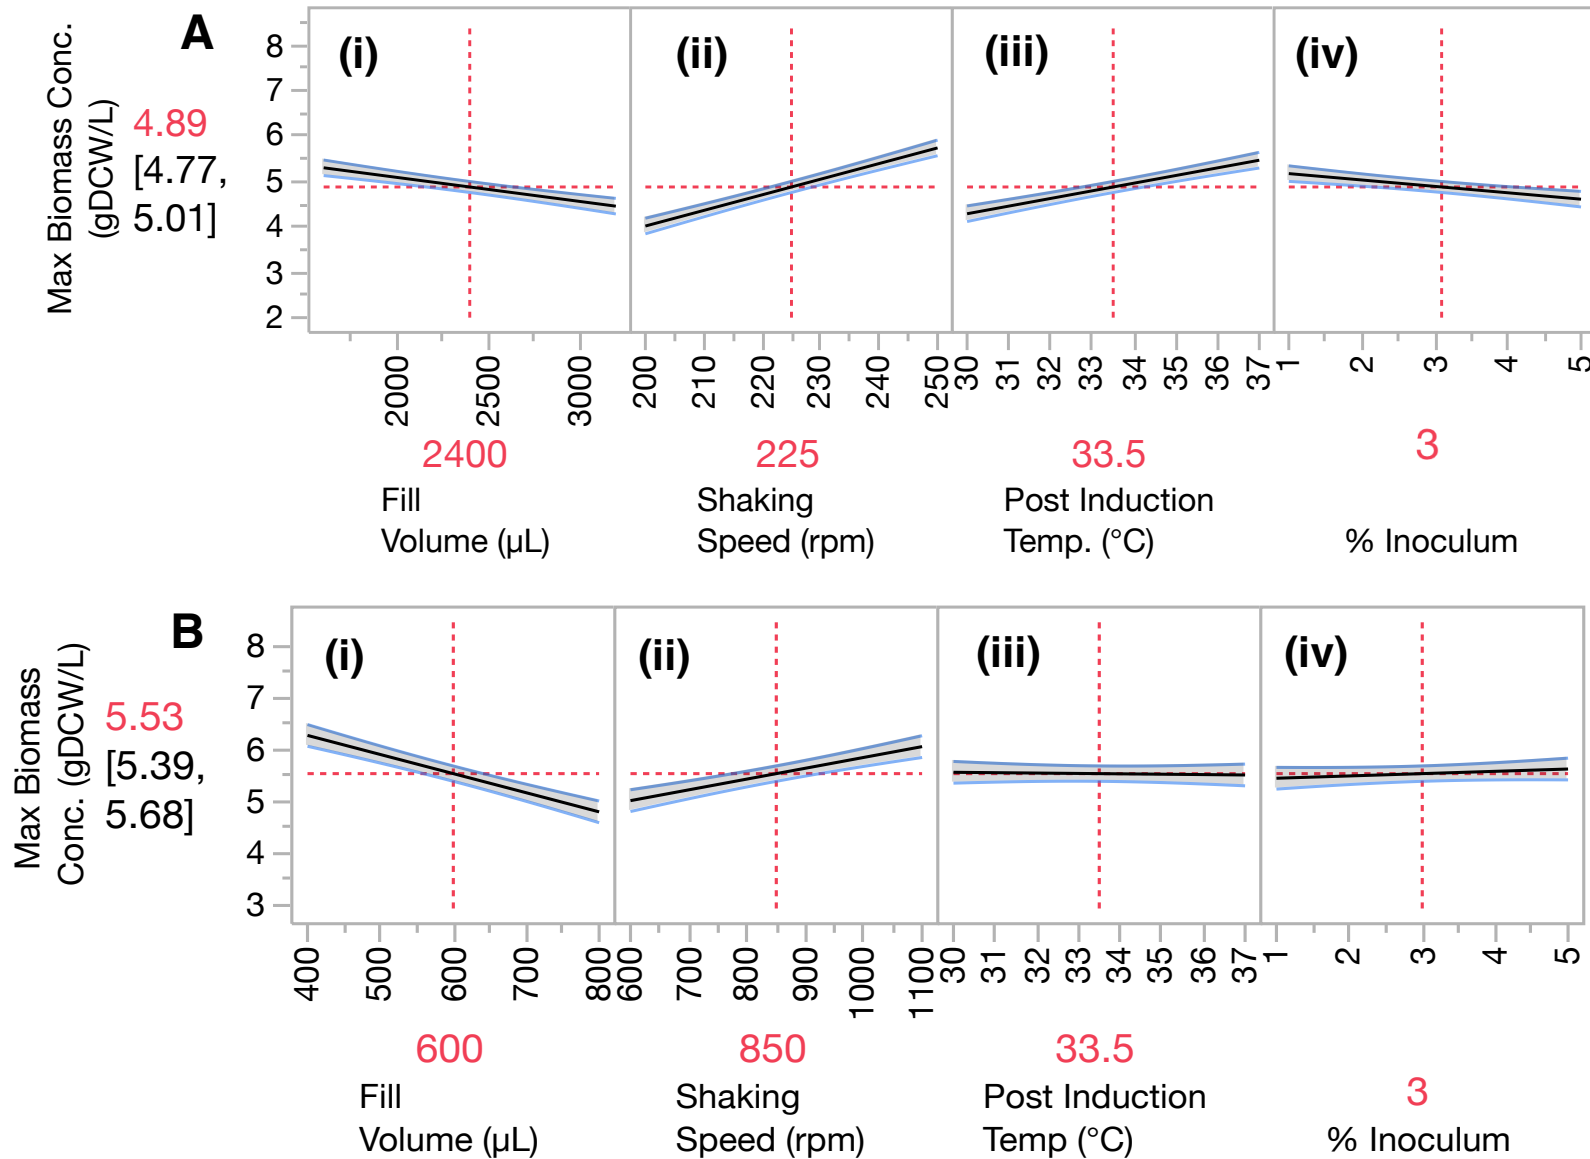 A
(i)
(ii)
(iii)
(iv)
Max Biomass Conc.
(gDCW/L)
4.89
[4.77,
5.01]
8
7
6
5
4
3
2
2000
2500
3000
200
210
220
230
240
250
30
31
32
33
34
35
36
37
1
2
3
4
5
2400
225
33.5
3
Fill
Volume (µL)
Shaking
Speed (rpm)
Post Induction
Temp. (°C)
% Inoculum
B
(i)
(ii)
(iii)
(iv)
Max Biomass
Conc. (gDCW/L)
5.53
[5.39,
5.68]
8
7
6
5
4
3
400
500
600
700
800
600
700
800
900
1000
1100
30
31
32
33
34
35
36
37
1
2
3
4
5
600
850
33.5
3
Fill
Volume (µL)
Shaking
Speed (rpm)
Post Induction
Temp (°C)
% Inoculum